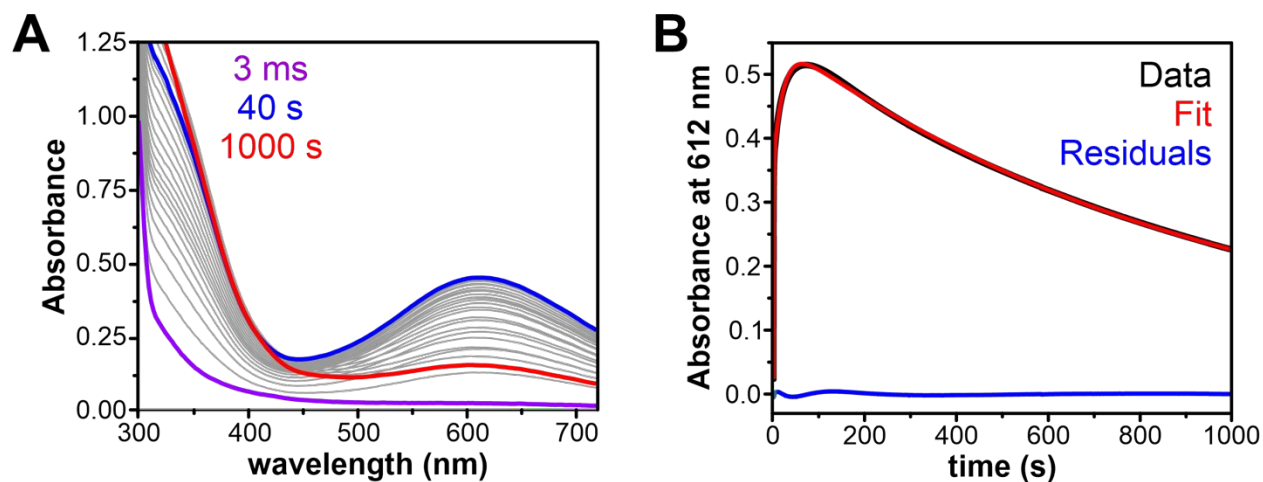 A
1.25
1.00
0.75
0.50
0.25
0.00
Absorbance
3 ms
40 s
1000 s
300 400 500 600 700
wavelength (nm)
B
0.5
0.4
0.3
0.2
0.1
0.0
Absorbance at 612 nm
Data
Fit
Residuals
0 200 400 600 800 1000
time (s)